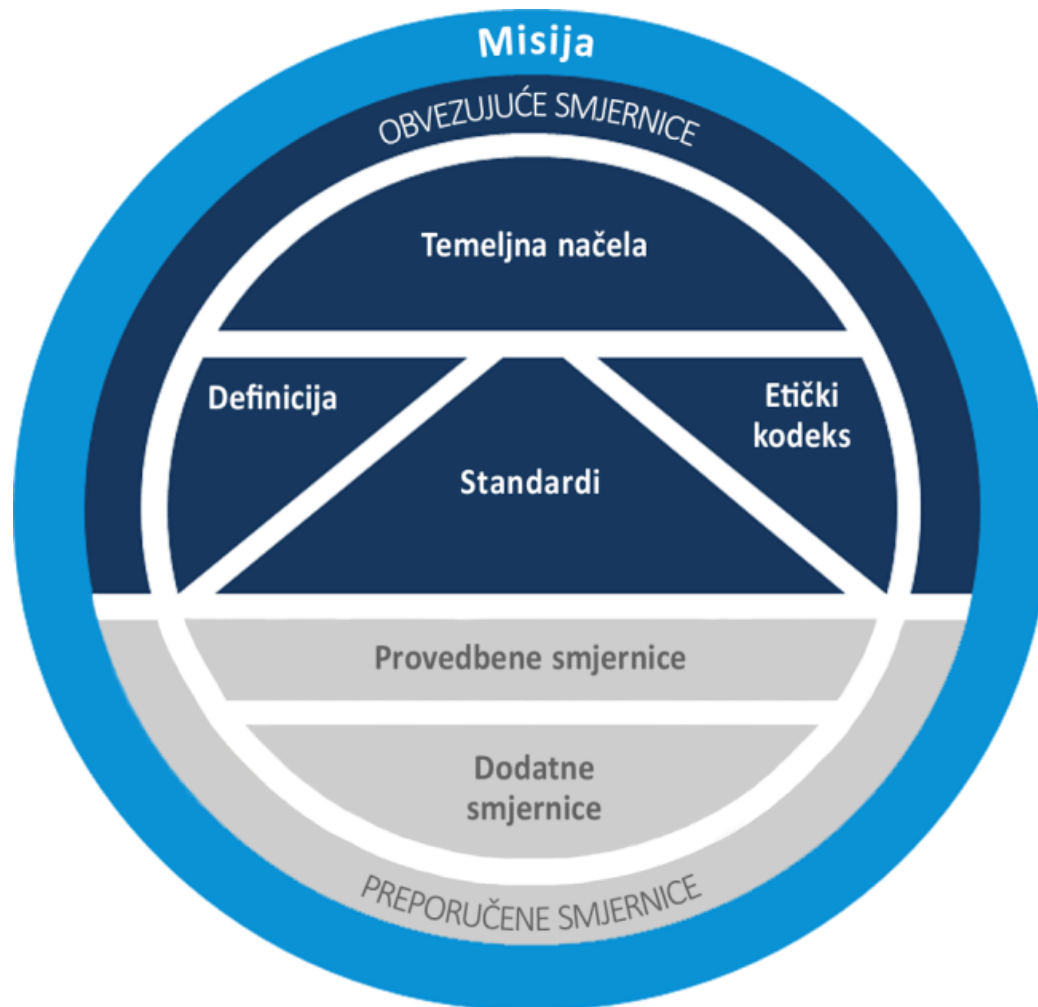 Misija
OBVEZUJUĆE SMJERNICE
Temeljna načela
Definicija
Etički
kodeks
Standardi
Provedbene smjernice
Dodatne
smjernice
PREPORUČENE SMJERNICE